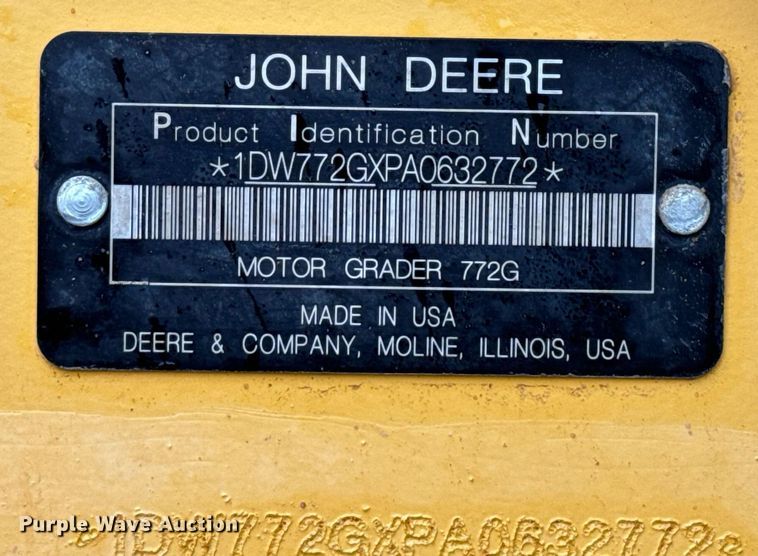 JOHN DEERE
Product Identification Number
*1DW772GXPA0632772*
MOTOR GRADER 772G
MADE IN USA
DEERE & COMPANY, MOLINE, ILLINOIS, USA
Purple Wave Auction
*1DW772GXPA0632772*